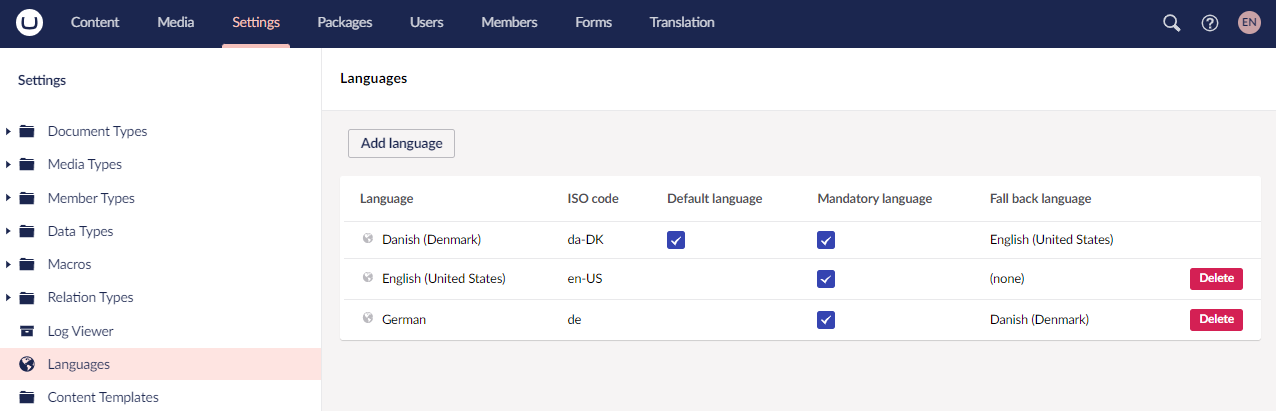 Content Media Settings Packages Users Members Forms Translation EN
Settings
Document Types
Media Types
Member Types
Data Types
Macros
Relation Types
Log Viewer
Languages
Content Templates
Languages
Add language
Language ISO code Default language Mandatory language Fall back language
Danish (Denmark) da-DK English (United States)
English (United States) en-US (none) Delete
German de Danish (Denmark) Delete